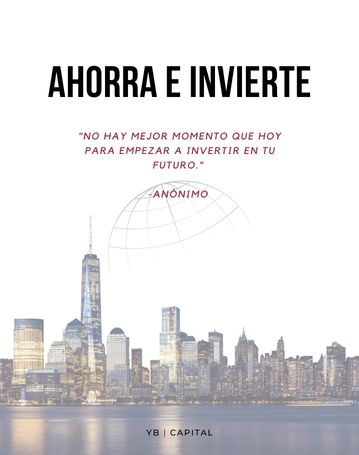 AHORRA E INVIERTE
"NO HAY MEJOR MOMENTO QUE HOY
PARA EMPEZAR A INVERTIR EN TU
FUTURO."
-ANÓNIMO
YB | CAPITAL